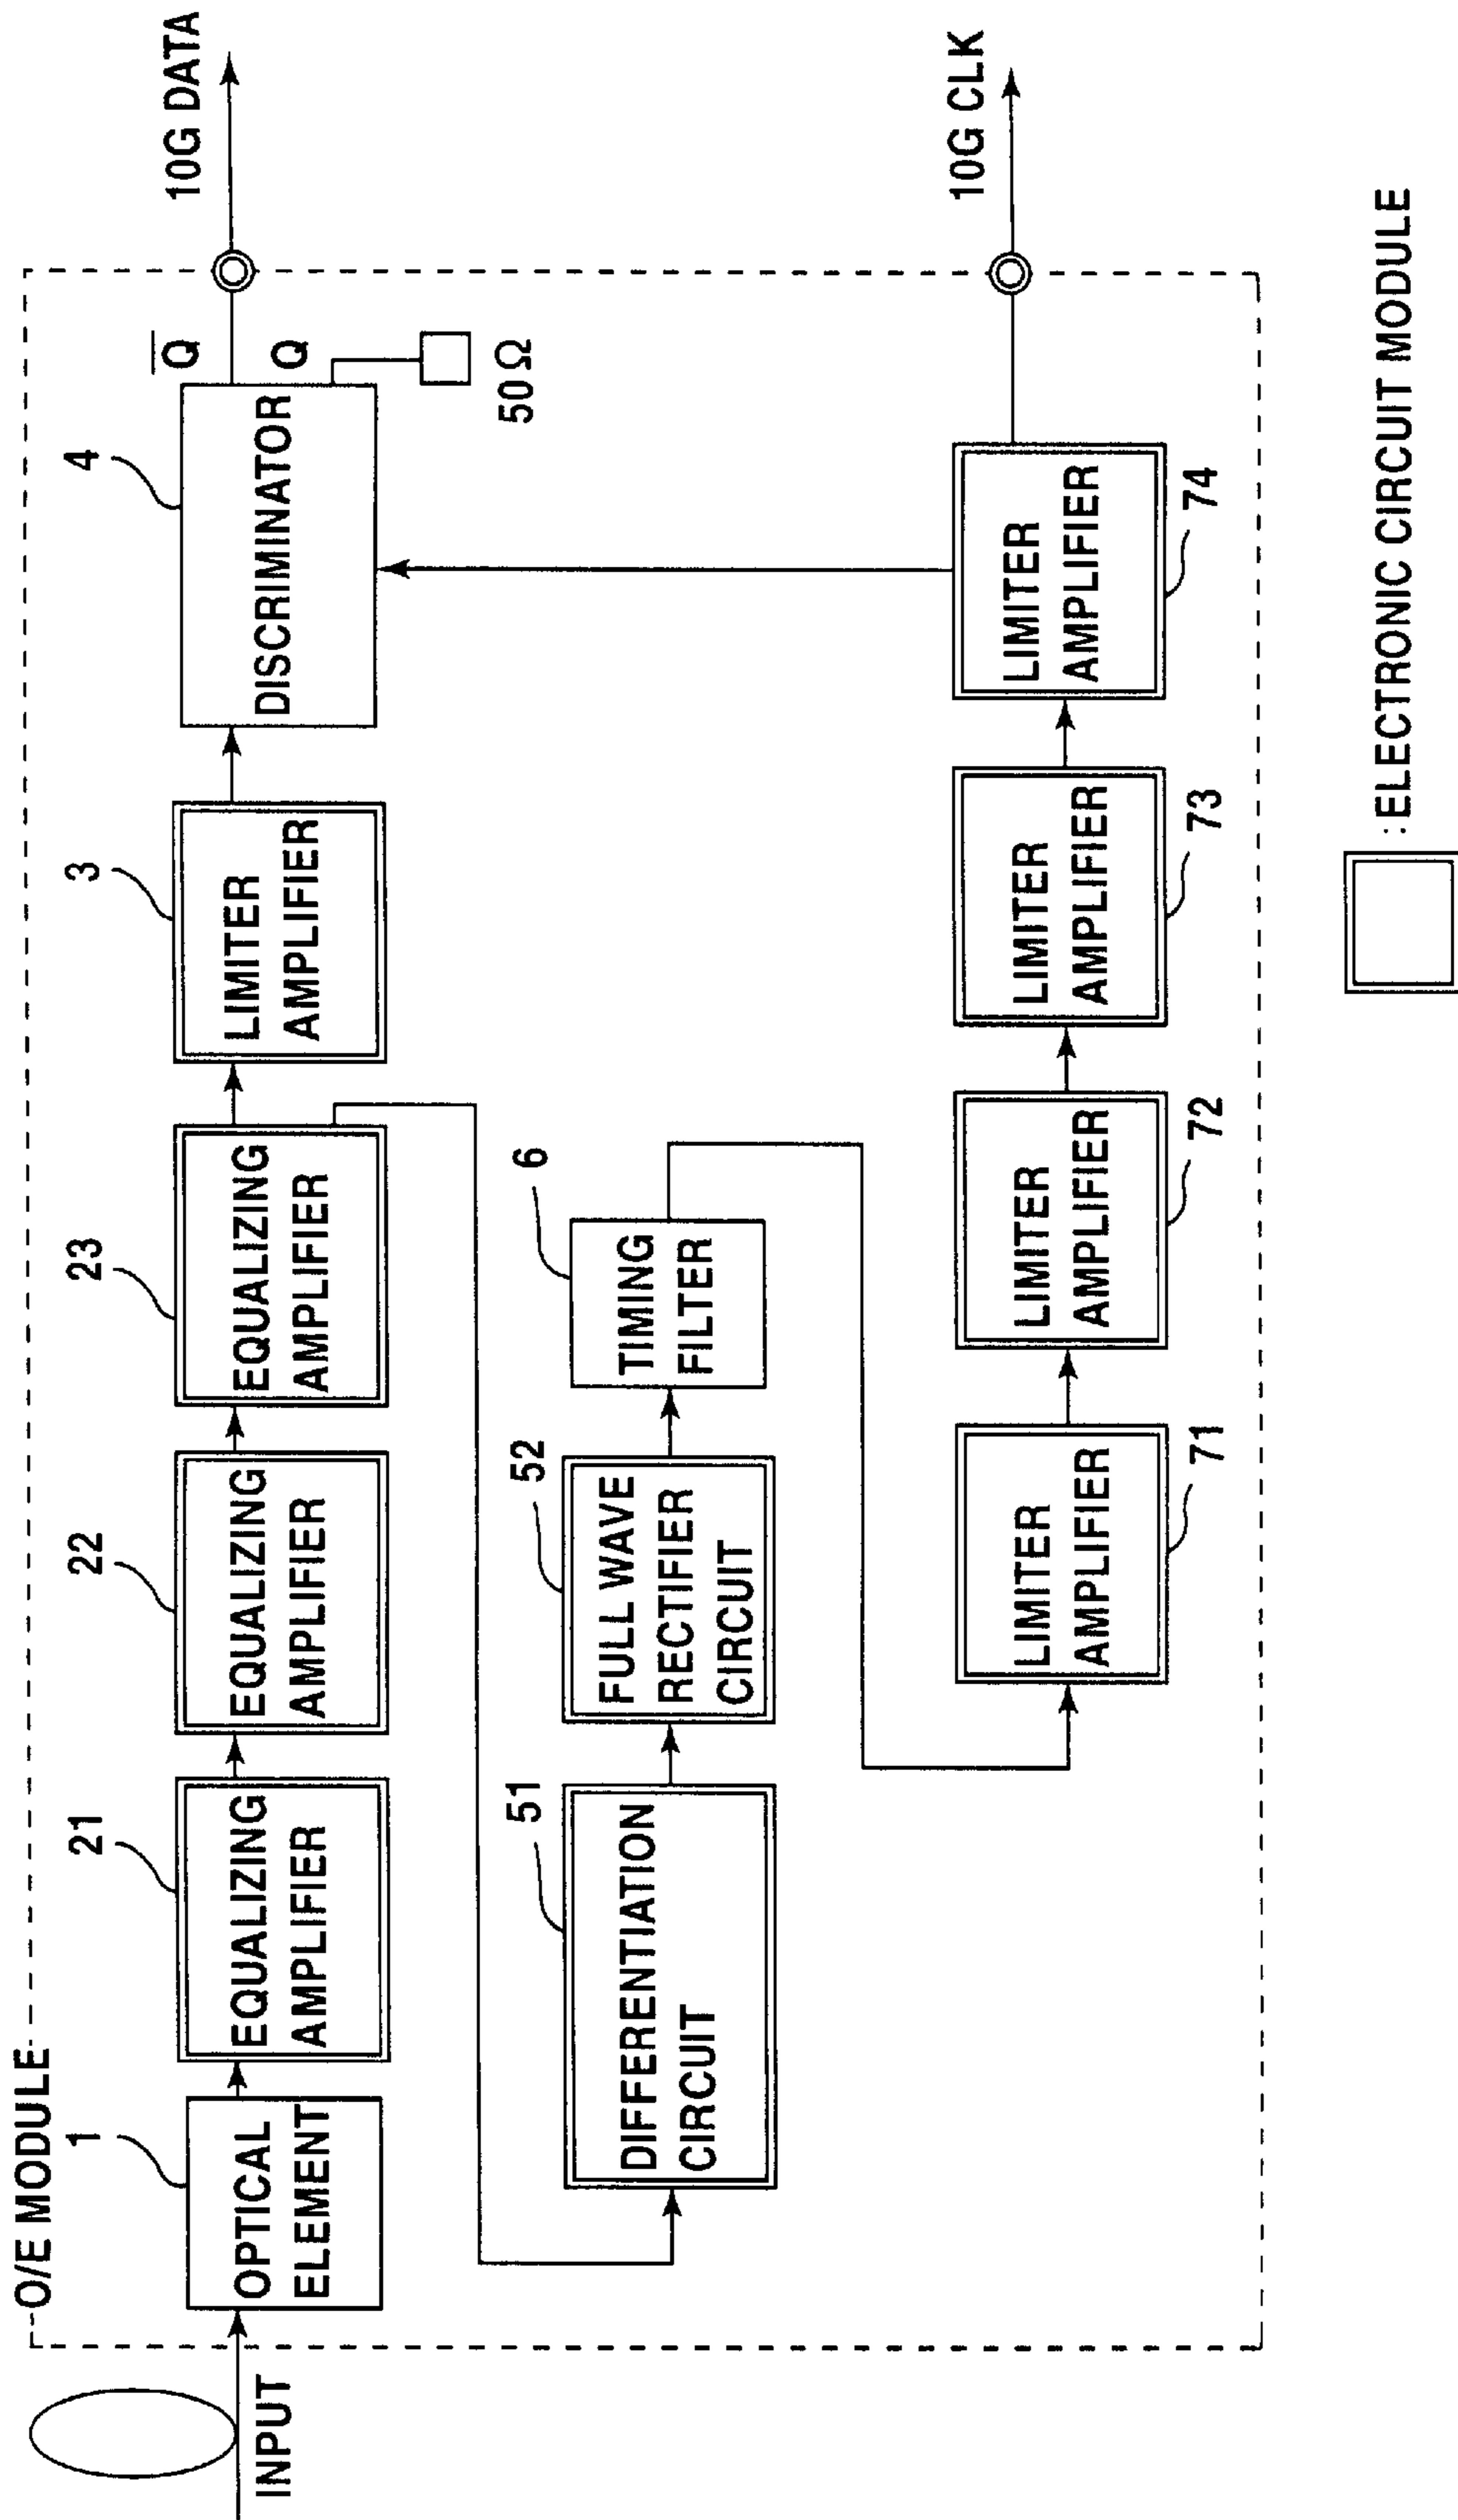 O/E MODULE
INPUT
1
OPTICAL
ELEMENT
21
EQUALIZING
AMPLIFIER
22
EQUALIZING
AMPLIFIER
23
EQUALIZING
AMPLIFIER
3
LIMITER
AMPLIFIER
4
DISCRIMINATOR
Q̅
Q
50 Ω
10G DATA
51
DIFFERENTIATION
CIRCUIT
52
FULL WAVE
RECTIFIER
CIRCUIT
6
TIMING
FILTER
LIMITER
AMPLIFIER
71
LIMITER
AMPLIFIER
72
LIMITER
AMPLIFIER
73
LIMITER
AMPLIFIER
74
10G CLK
: ELECTRONIC CIRCUIT MODULE